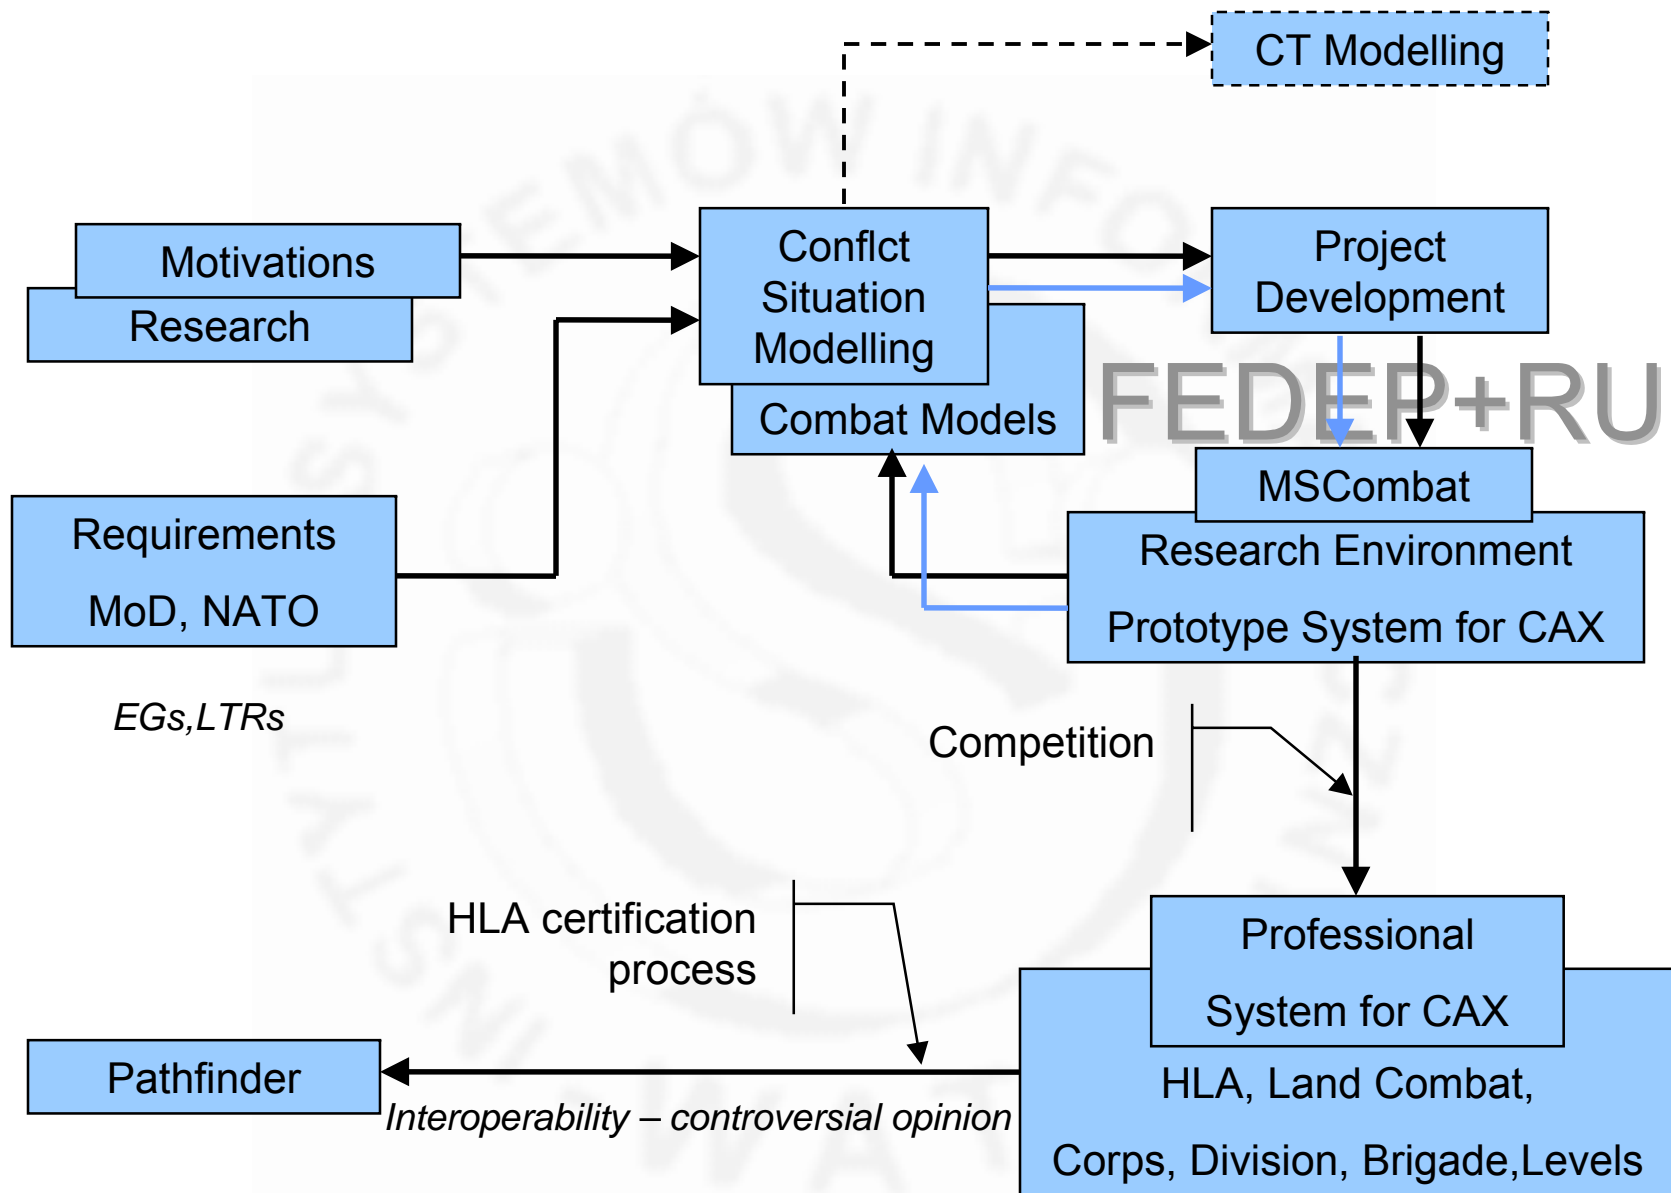 CT Modelling
Motivations
Research
Conflct
Situation
Modelling
Combat Models
Project
Development
FEDEP+RU
Requirements
MoD, NATO
EGs,LTRs
MSCombat
Research Environment
Prototype System for CAX
Competition
HLA certification
process
Professional
System for CAX
HLA, Land Combat,
Corps, Division, Brigade,Levels
Pathfinder
Interoperability – controversial opinion